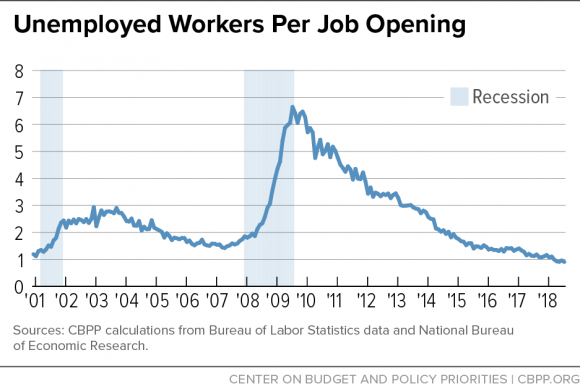 Unemployed Workers Per Job Opening
8
7
6
5
4
3
2
1
0
Recession
'01 '02 '03 '04 '05 '06 '07 '08 '09 '10 '11 '12 '13 '14 '15 '16 '17 '18
Sources: CBPP calculations from Bureau of Labor Statistics data and National Bureau
of Economic Research.
CENTER ON BUDGET AND POLICY PRIORITIES | CBPP.ORG